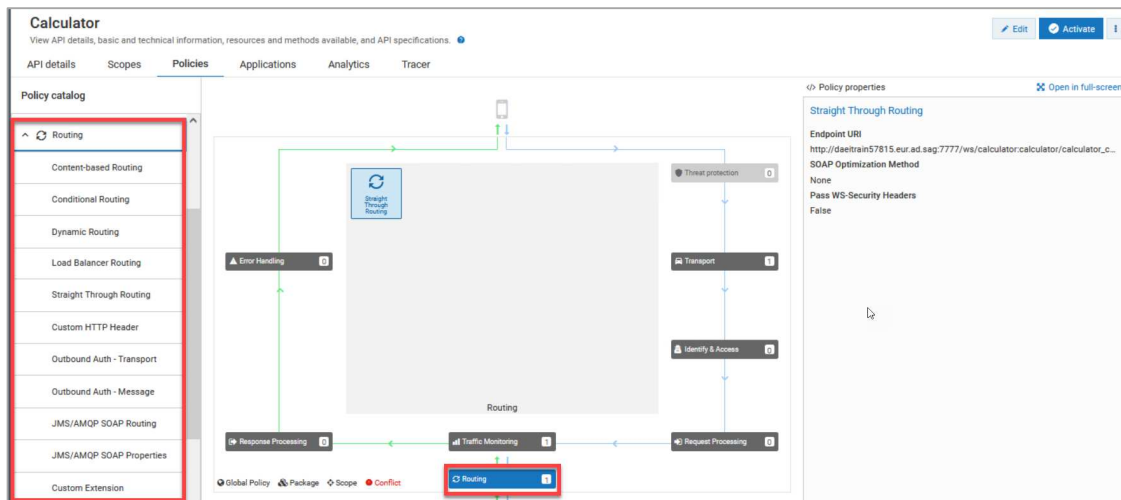 Calculator
View API details, basic and technical information, resources and methods available, and API specifications.
Edit
Activate
API details
Scopes
Policies
Applications
Analytics
Tracer
Policy catalog
Routing
Content-based Routing
Conditional Routing
Dynamic Routing
Load Balancer Routing
Straight Through Routing
Custom HTTP Header
Outbound Auth - Transport
Outbound Auth - Message
JMS/AMQP SOAP Routing
JMS/AMQP SOAP Properties
Custom Extension
Straight
Through
Routing
Threat protection 0
Error Handling 0
Transport 1
Identify & Access 0
Routing
Response Processing 0
Traffic Monitoring 1
Request Processing 0
Global Policy Package Scope Conflict
Routing 1
</> Policy properties
Open in full-screen
Straight Through Routing
Endpoint URI
http://daeitrain57815.eur.ad.sag:7777/ws/calculator:calculator/calculator_c...
SOAP Optimization Method
None
Pass WS-Security Headers
False